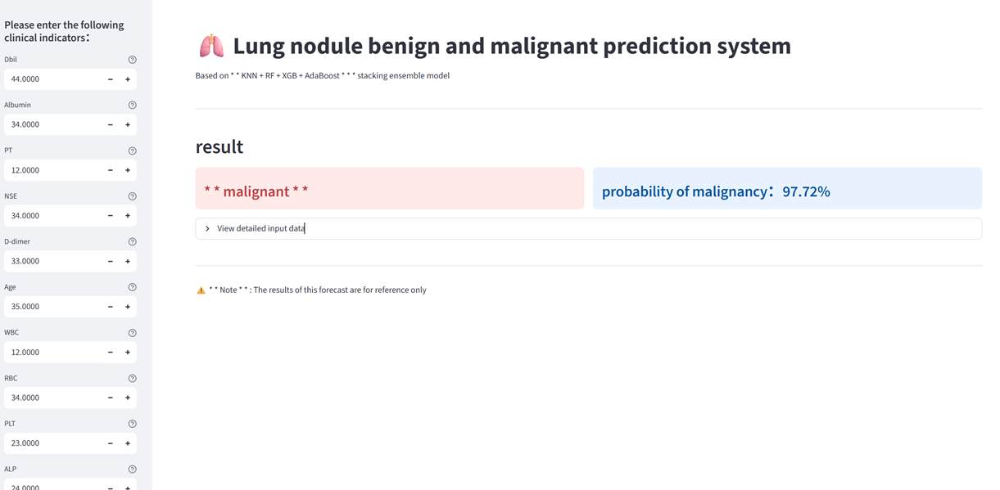 Please enter the following
clinical indicators：
Dbil
44.0000
Albumin
34.0000
PT
12.0000
NSE
34.0000
D-dimer
33.0000
Age
35.0000
WBC
12.0000
RBC
34.0000
PLT
23.0000
ALP
24.0000
Lung nodule benign and malignant prediction system
Based on * * KNN + RF + XGB + AdaBoost * * * stacking ensemble model
result
* * malignant * *
probability of malignancy：97.72%
View detailed input data
* * Note * * : The results of this forecast are for reference only